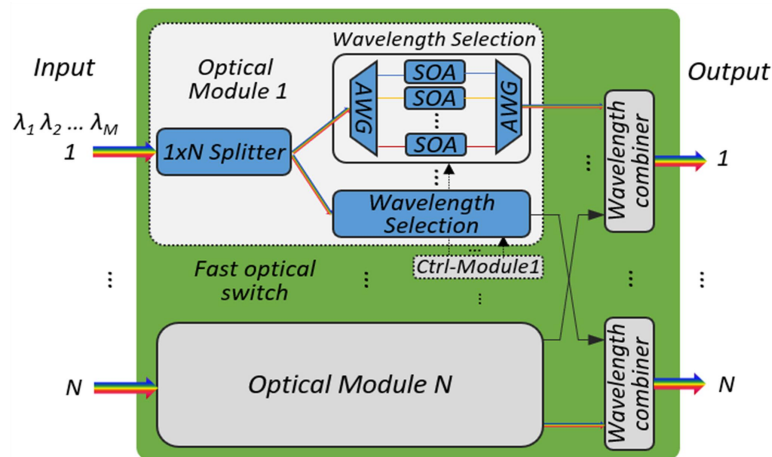 Input
λ1 λ2 ... λM
1
Optical
Module 1
1xN Splitter
Wavelength Selection
AWG
SOA
SOA
...
SOA
AWG
...
Wavelength
Selection
...
Ctrl-Module1
Fast optical
switch
...
...
Optical Module N
...
N
Output
Wavelength
combiner
1
...
...
...
Wavelength
combiner
N